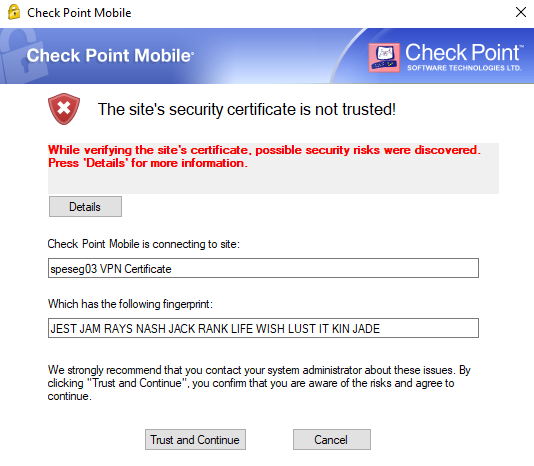 Check Point Mobile
Check Point Mobile®
Check Point™
SOFTWARE TECHNOLOGIES LTD.
The site's security certificate is not trusted!
While verifying the site's certificate, possible security risks were discovered.
Press 'Details' for more information.
Details
Check Point Mobile is connecting to site:
speseg03 VPN Certificate
Which has the following fingerprint:
JEST JAM RAYS NASH JACK RANK LIFE WISH LUST IT KIN JADE
We strongly recommend that you contact your system administrator about these issues. By
clicking "Trust and Continue", you confirm that you are aware of the risks and agree to
continue.
Trust and Continue
Cancel